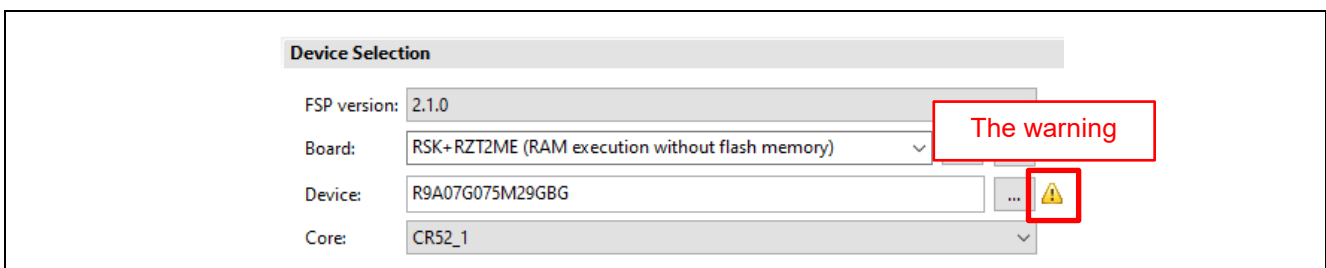 Device Selection
FSP version: 2.1.0
The warning
Board: RSK+RZT2ME (RAM execution without flash memory)
Device: R9A07G075M29GBG ...
Core: CR52_1